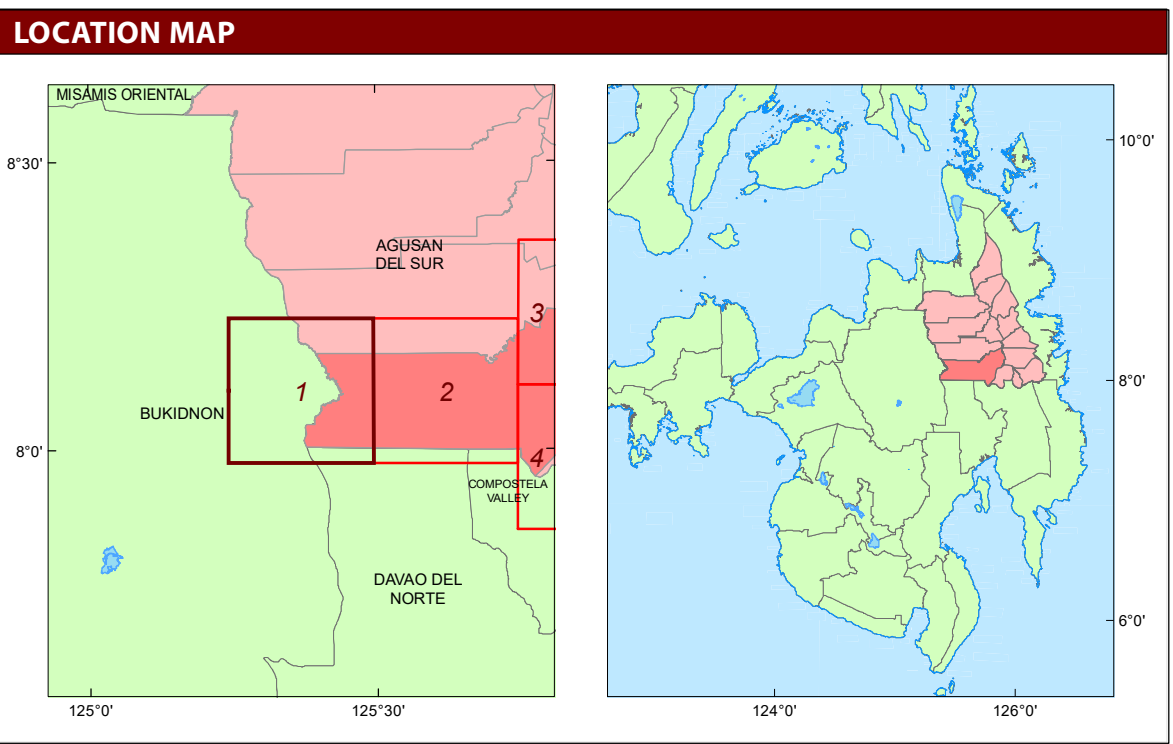 LOCATION MAP
MISAMIS ORIENTAL
8°30'
AGUSAN
DEL SUR
3
1
2
BUKIDNON
8°0'
4
COMPOSTELA
VALLEY
DAVAO DEL
NORTE
125°0'
125°30'
10°0'
8°0'
6°0'
124°0'
126°0'